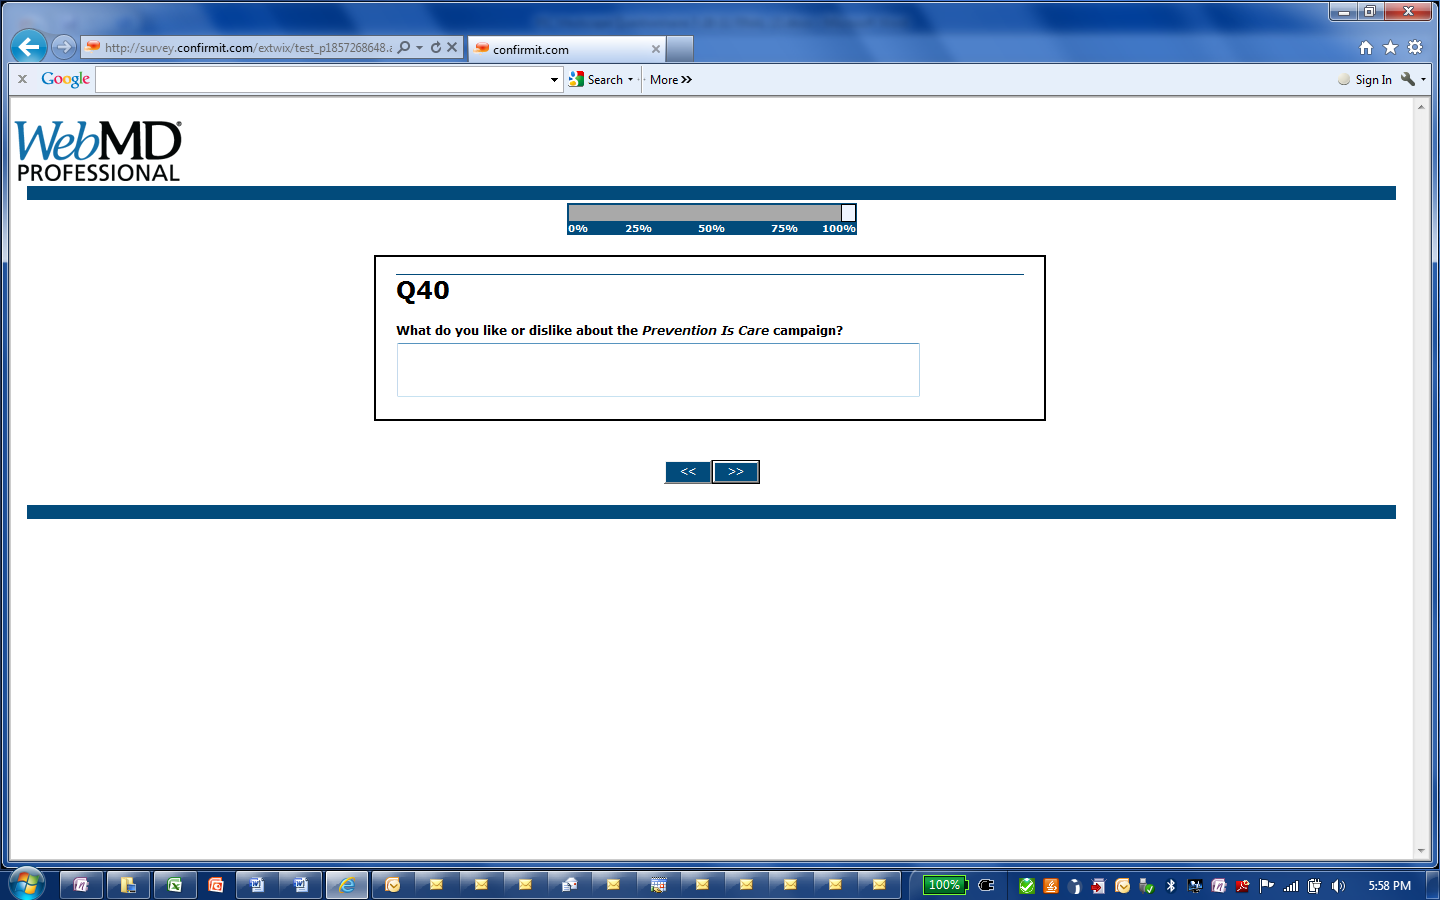 http://survey.confirmit.com/extwix/test_p1857268648.a
confirmit.com
Google
Search
More
Sign In
WebMD®
PROFESSIONAL
0% 25% 50% 75% 100%
Q40
What do you like or dislike about the Prevention Is Care campaign?
<< >>
100%
5:58 PM